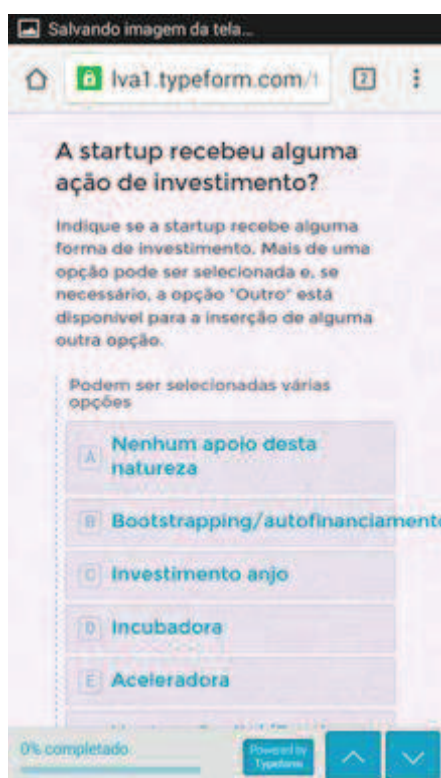 Salvando imagem da tela...
lva1.typeform.com/
2
A startup recebeu alguma
ação de investimento?
Indique se a startup recebe alguma
forma de investimento. Mais de uma
opção pode ser selecionada e, se
necessário, a opção "Outro" está
disponível para a inserção de alguma
outra opção.
Podem ser selecionadas várias
opções
A Nenhum apoio desta
natureza
B Bootstrapping/autofinanciamento
C Investimento anjo
D Incubadora
E Aceleradora
0% completado
Powered by
Typeform